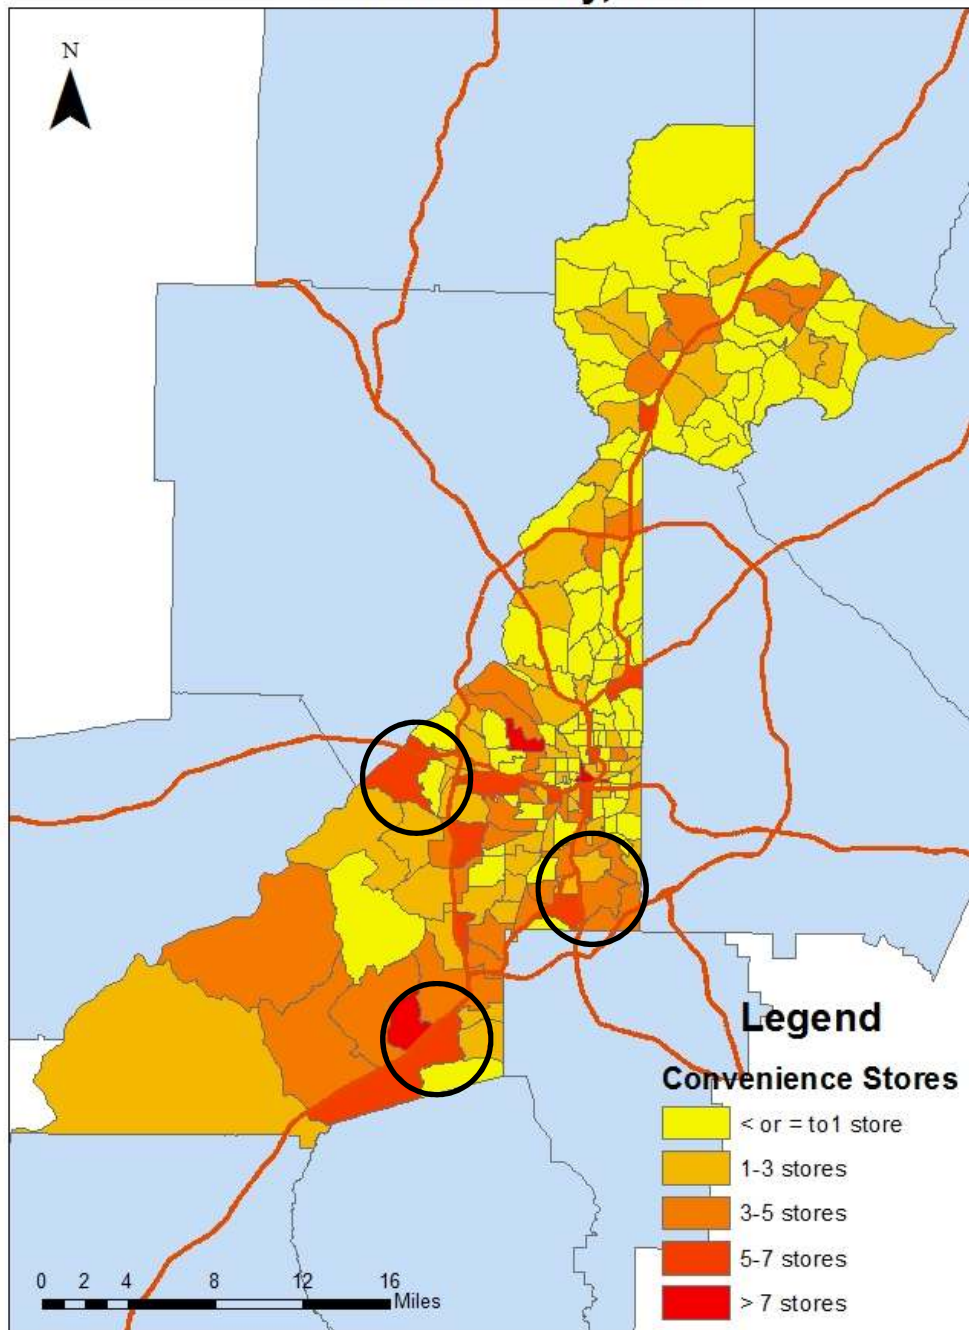 N
Legend
Convenience Stores
< or = to1 store
1-3 stores
3-5 stores
5-7 stores
> 7 stores
0 2 4 8 12 16
Miles